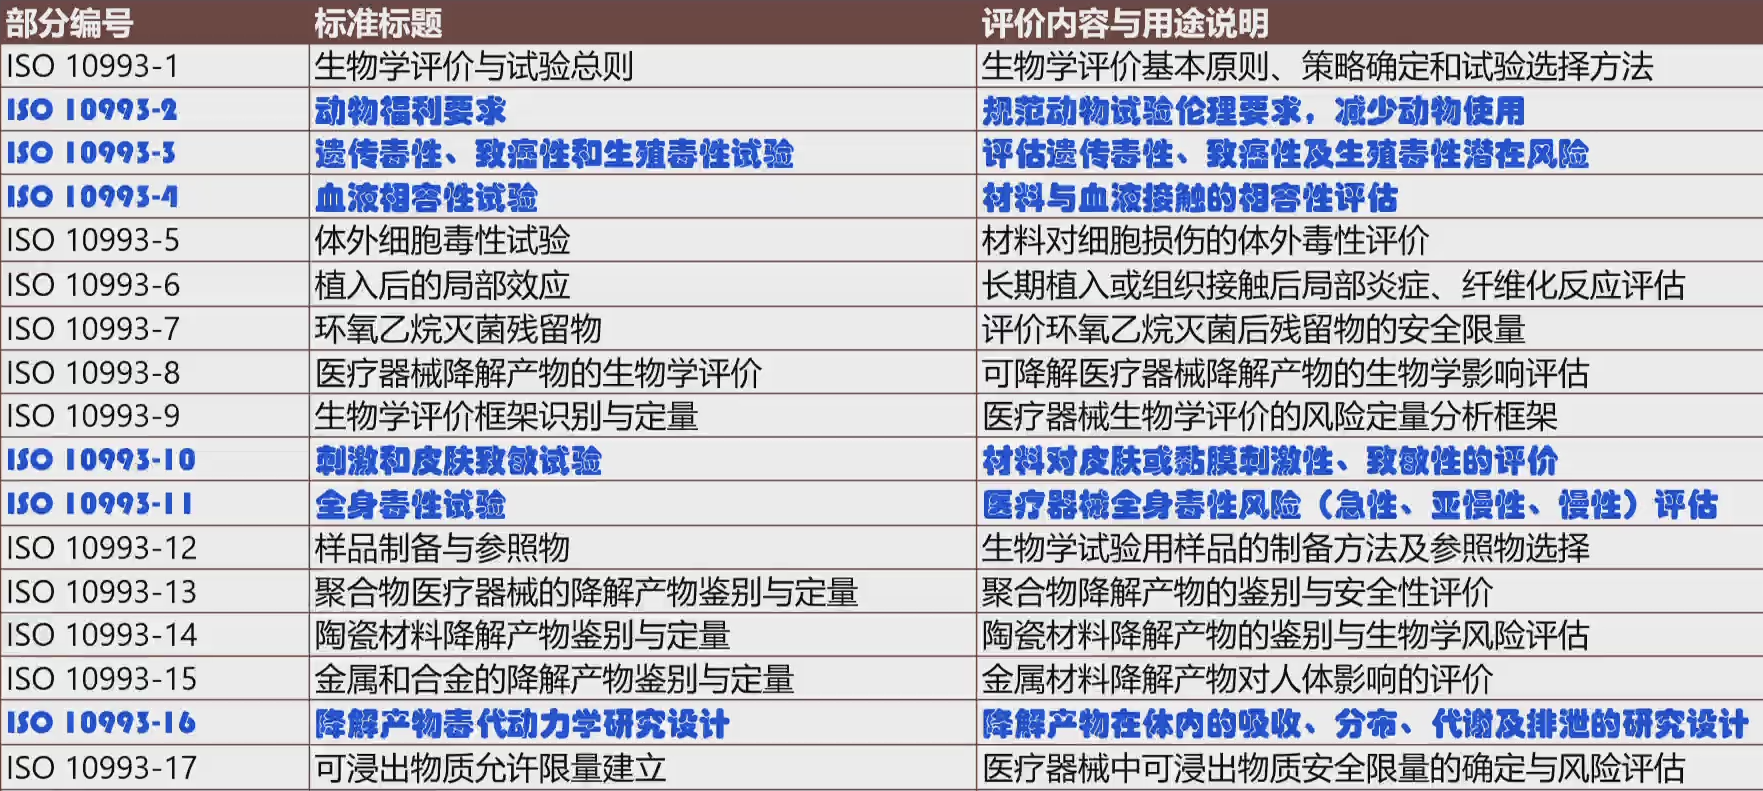 部分编号 标准标题 评价内容与用途说明
ISO 10993-1 生物学评价与试验总则 生物学评价基本原则、策略确定和试验选择方法
ISO 10993-2 动物福利要求 规范动物试验伦理要求，减少动物使用
ISO 10993-3 遗传毒性、致癌性和生殖毒性试验 评估遗传毒性、致癌性及生殖毒性潜在风险
ISO 10993-4 血液相容性试验 材料与血液接触的相容性评估
ISO 10993-5 体外细胞毒性试验 材料对细胞损伤的体外毒性评价
ISO 10993-6 植入后的局部效应 长期植入或组织接触后局部炎症、纤维化反应评估
ISO 10993-7 环氧乙烷灭菌残留物 评价环氧乙烷灭菌后残留物的安全限量
ISO 10993-8 医疗器械降解产物的生物学评价 可降解医疗器械降解产物的生物学影响评估
ISO 10993-9 生物学评价框架识别与定量 医疗器械生物学评价的风险定量分析框架
ISO 10993-10 刺激和皮肤致敏试验 材料对皮肤或黏膜刺激性、致敏性的评价
ISO 10993-11 全身毒性试验 医疗器械全身毒性风险（急性、亚慢性、慢性）评估
ISO 10993-12 样品制备与参照物 生物学试验用样品的制备方法及参照物选择
ISO 10993-13 聚合物医疗器械的降解产物鉴别与定量 聚合物降解产物的鉴别与安全性评价
ISO 10993-14 陶瓷材料降解产物鉴别与定量 陶瓷材料降解产物的鉴别与生物学风险评估
ISO 10993-15 金属和合金的降解产物鉴别与定量 金属材料降解产物对人体影响的评价
ISO 10993-16 降解产物毒代动力学研究设计 降解产物在体内的吸收、分布、代谢及排泄的研究设计
ISO 10993-17 可浸出物质允许限量建立 医疗器械中可浸出物质安全限量的确定与风险评估